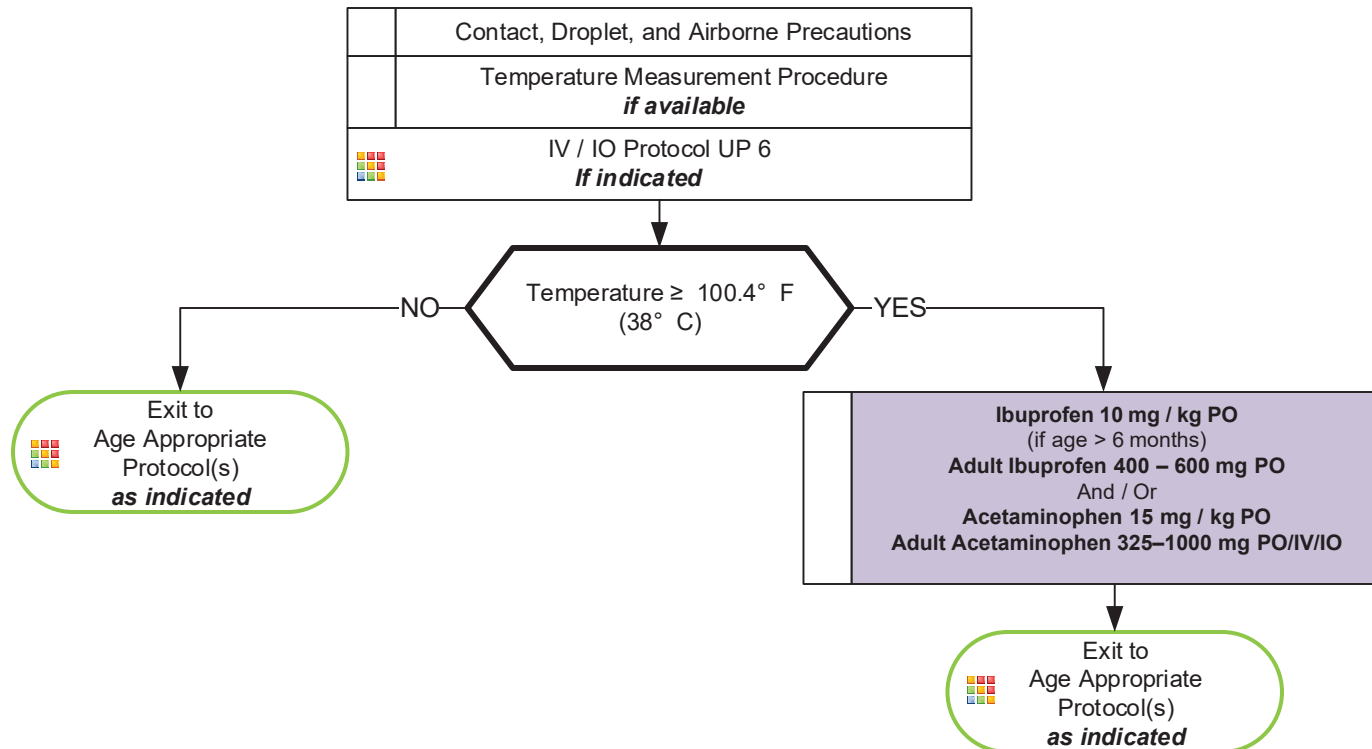 Contact, Droplet, and Airborne Precautions
Temperature Measurement Procedure
if available
IV / IO Protocol UP 6
If indicated
Temperature ≥ 100.4° F
(38° C)
NO
YES
Exit to
Age Appropriate
Protocol(s)
as indicated
Ibuprofen 10 mg / kg PO
(if age > 6 months)
Adult Ibuprofen 400 – 600 mg PO
And / Or
Acetaminophen 15 mg / kg PO
Adult Acetaminophen 325–1000 mg PO/IV/IO
Exit to
Age Appropriate
Protocol(s)
as indicated